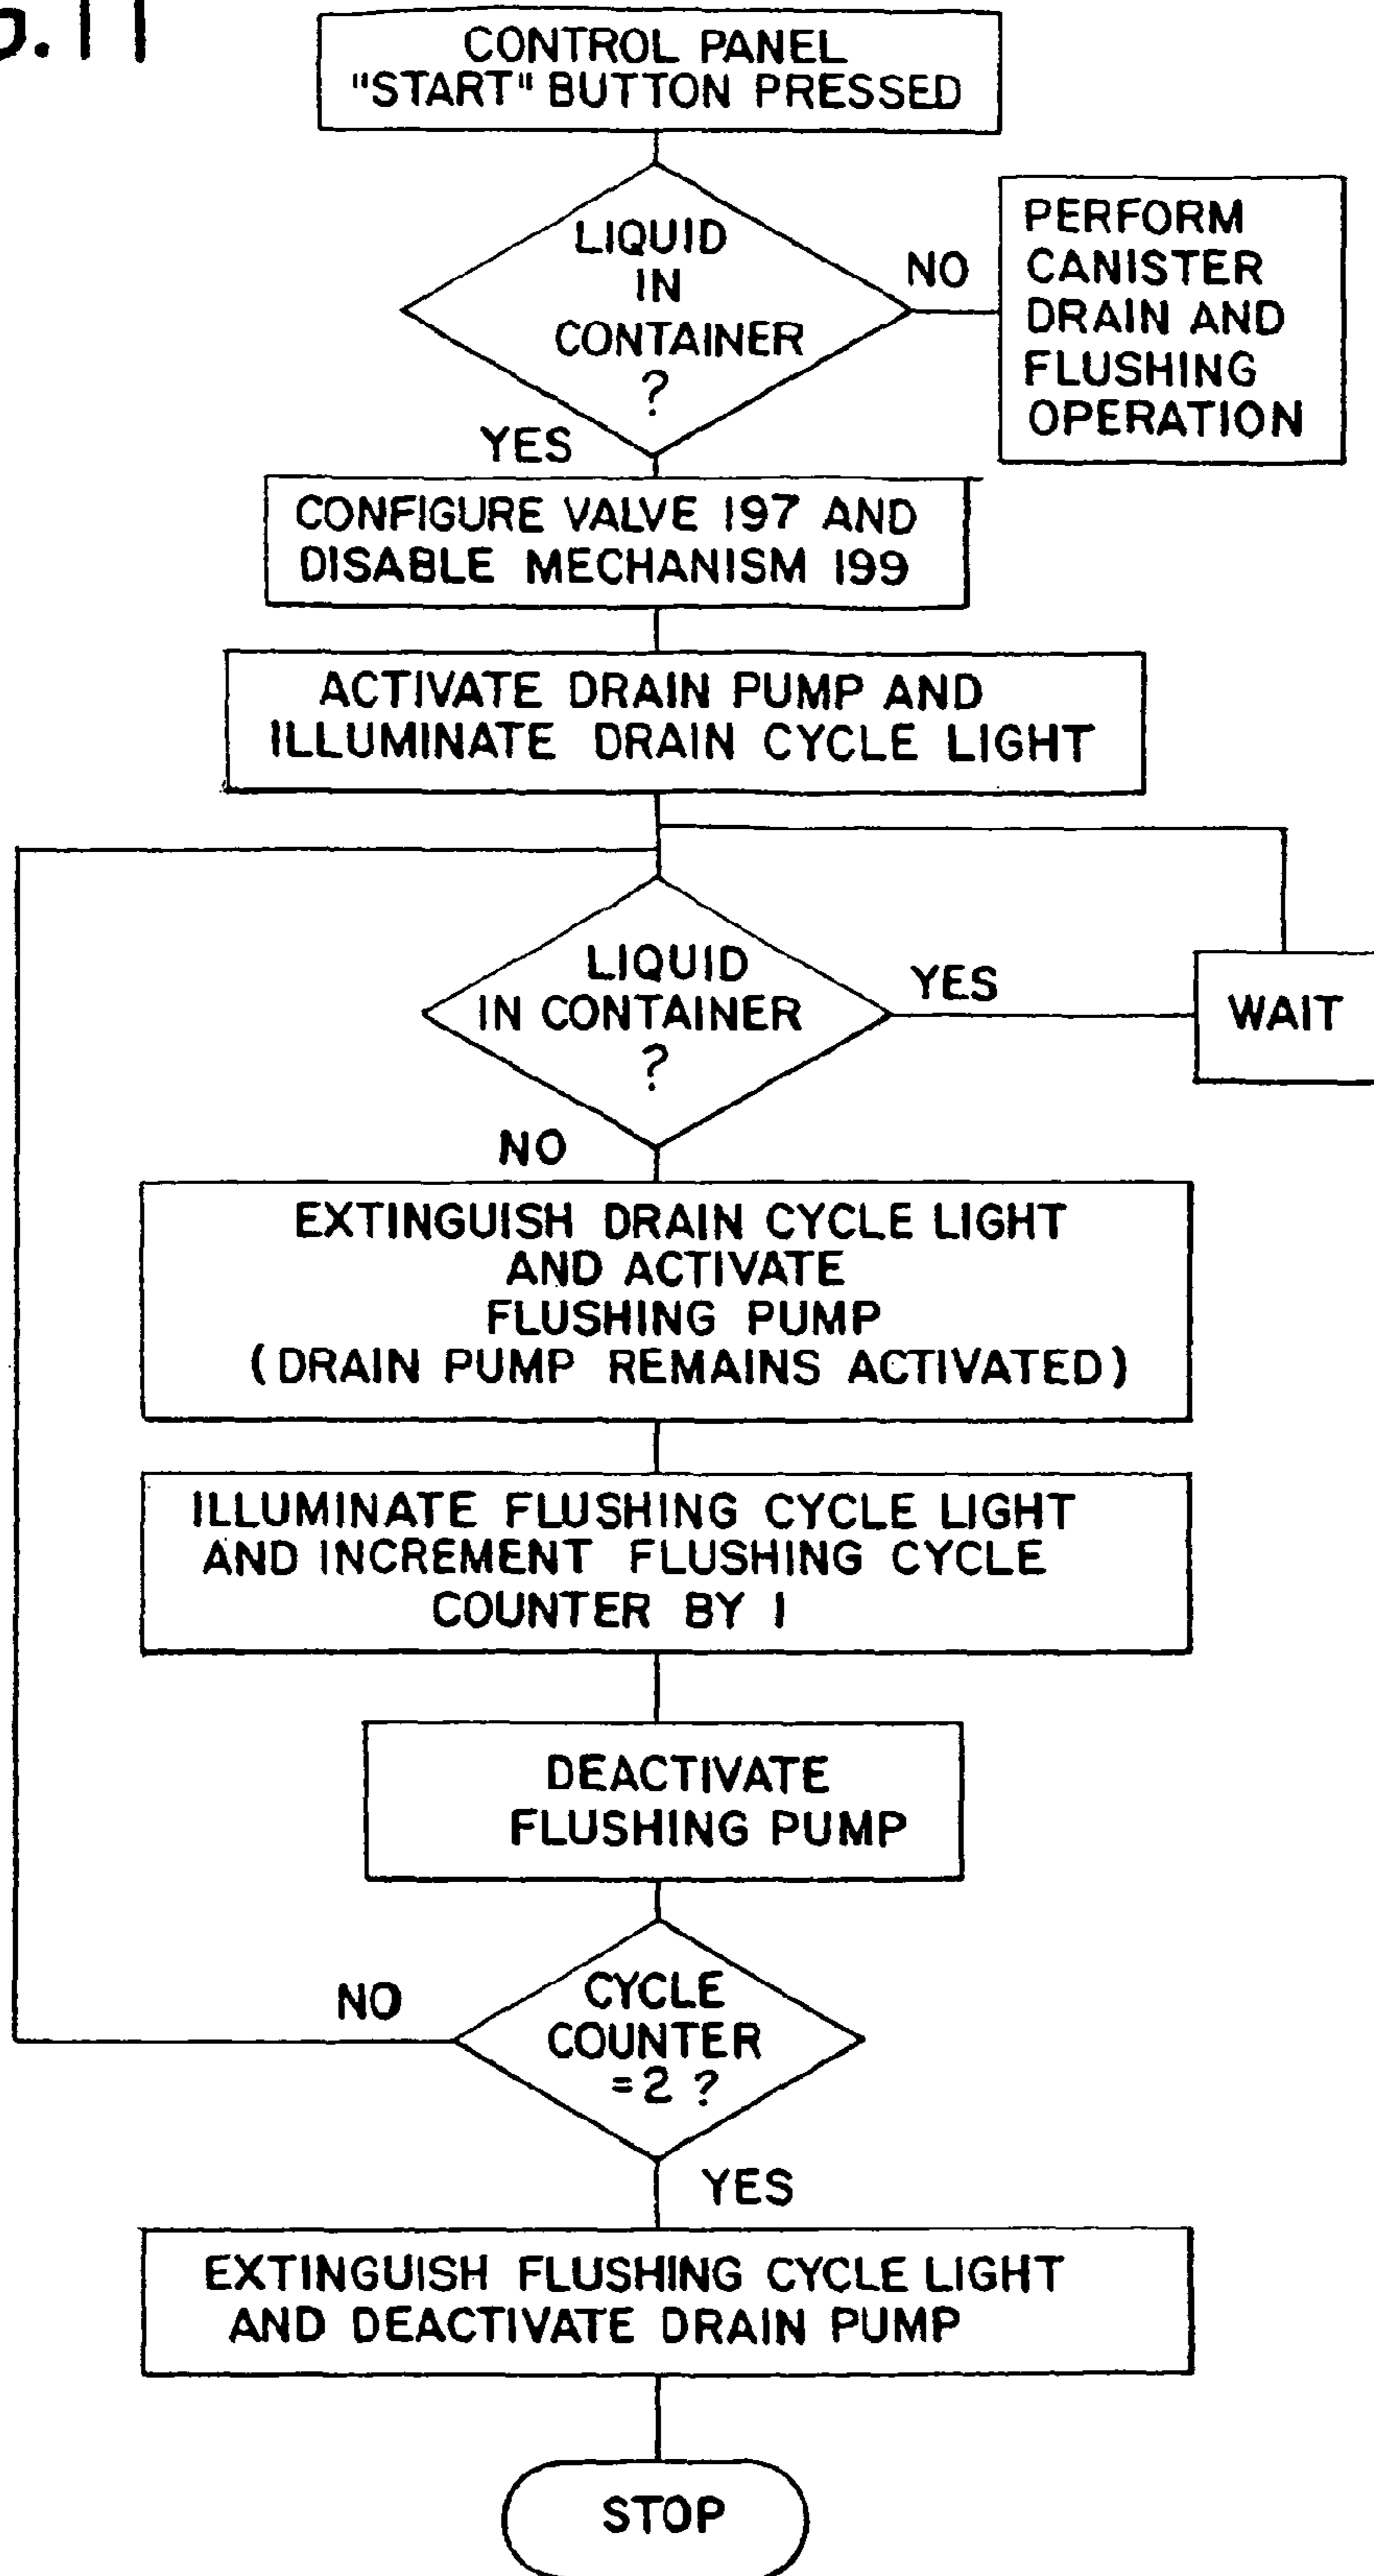 G.11
CONTROL PANEL
"START" BUTTON PRESSED
LIQUID
IN
CONTAINER
?
NO
PERFORM
CANISTER
DRAIN AND
FLUSHING
OPERATION
YES
CONFIGURE VALVE 197 AND
DISABLE MECHANISM 199
ACTIVATE DRAIN PUMP AND
ILLUMINATE DRAIN CYCLE LIGHT
LIQUID
IN CONTAINER
?
YES
WAIT
NO
EXTINGUISH DRAIN CYCLE LIGHT
AND ACTIVATE
FLUSHING PUMP
(DRAIN PUMP REMAINS ACTIVATED)
ILLUMINATE FLUSHING CYCLE LIGHT
AND INCREMENT FLUSHING CYCLE
COUNTER BY 1
DEACTIVATE
FLUSHING PUMP
CYCLE
COUNTER
=2 ?
NO
YES
EXTINGUISH FLUSHING CYCLE LIGHT
AND DEACTIVATE DRAIN PUMP
STOP